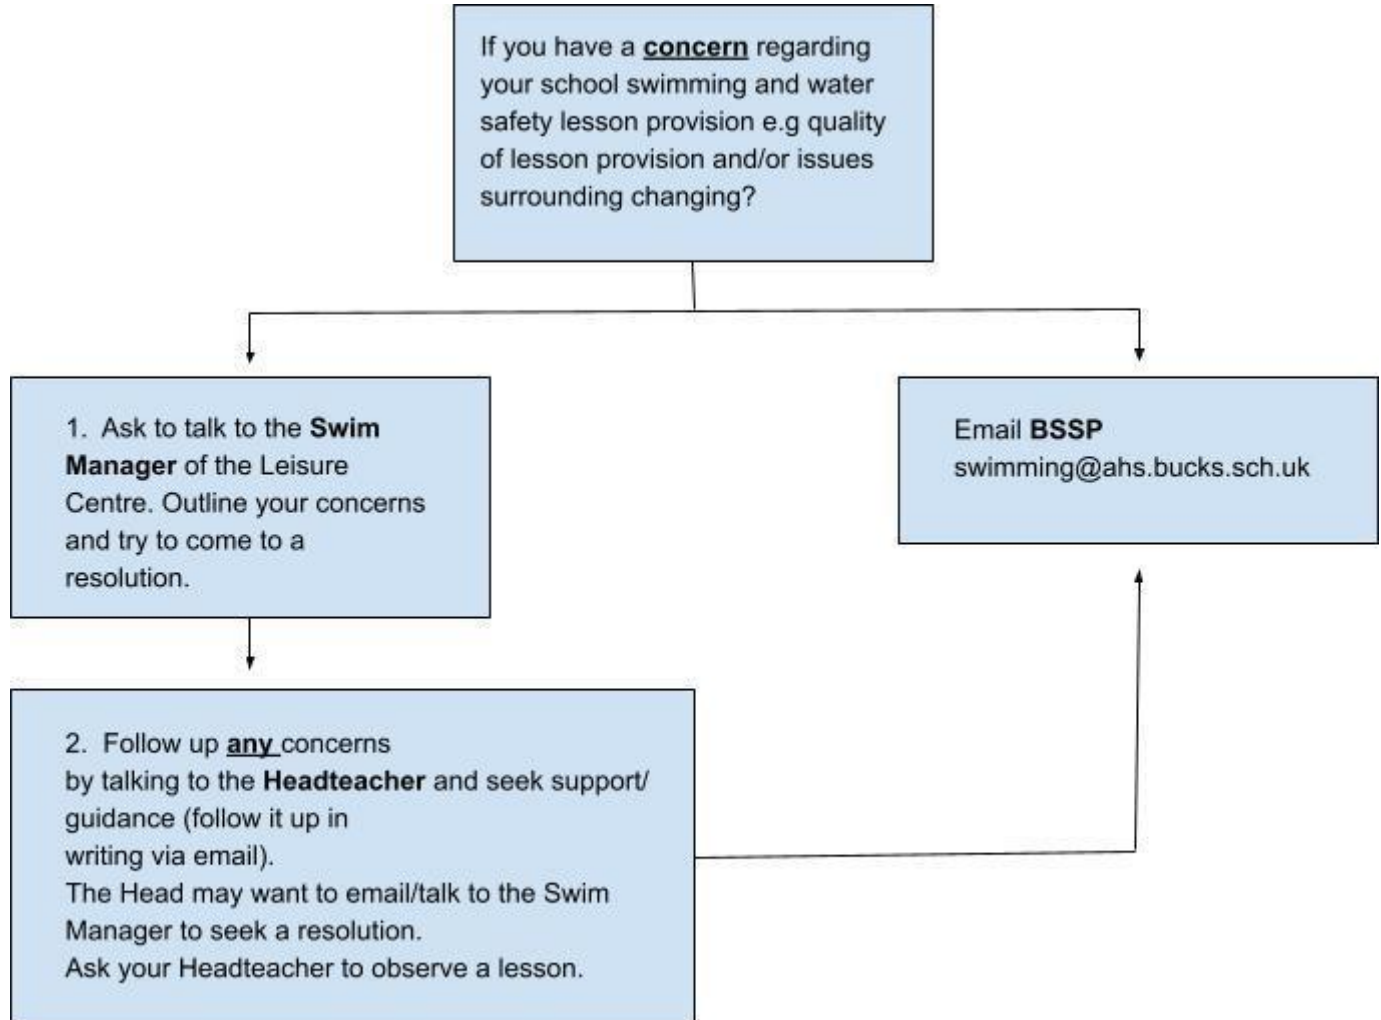 If you have a concern regarding
your school swimming and water
safety lesson provision e.g quality
of lesson provision and/or issues
surrounding changing?
1. Ask to talk to the Swim
Manager of the Leisure
Centre. Outline your concerns
and try to come to a
resolution.
Email BSSP
swimming@ahs.bucks.sch.uk
2. Follow up any concerns
by talking to the Headteacher and seek support/
guidance (follow it up in
writing via email).
The Head may want to email/talk to the Swim
Manager to seek a resolution.
Ask your Headteacher to observe a lesson.